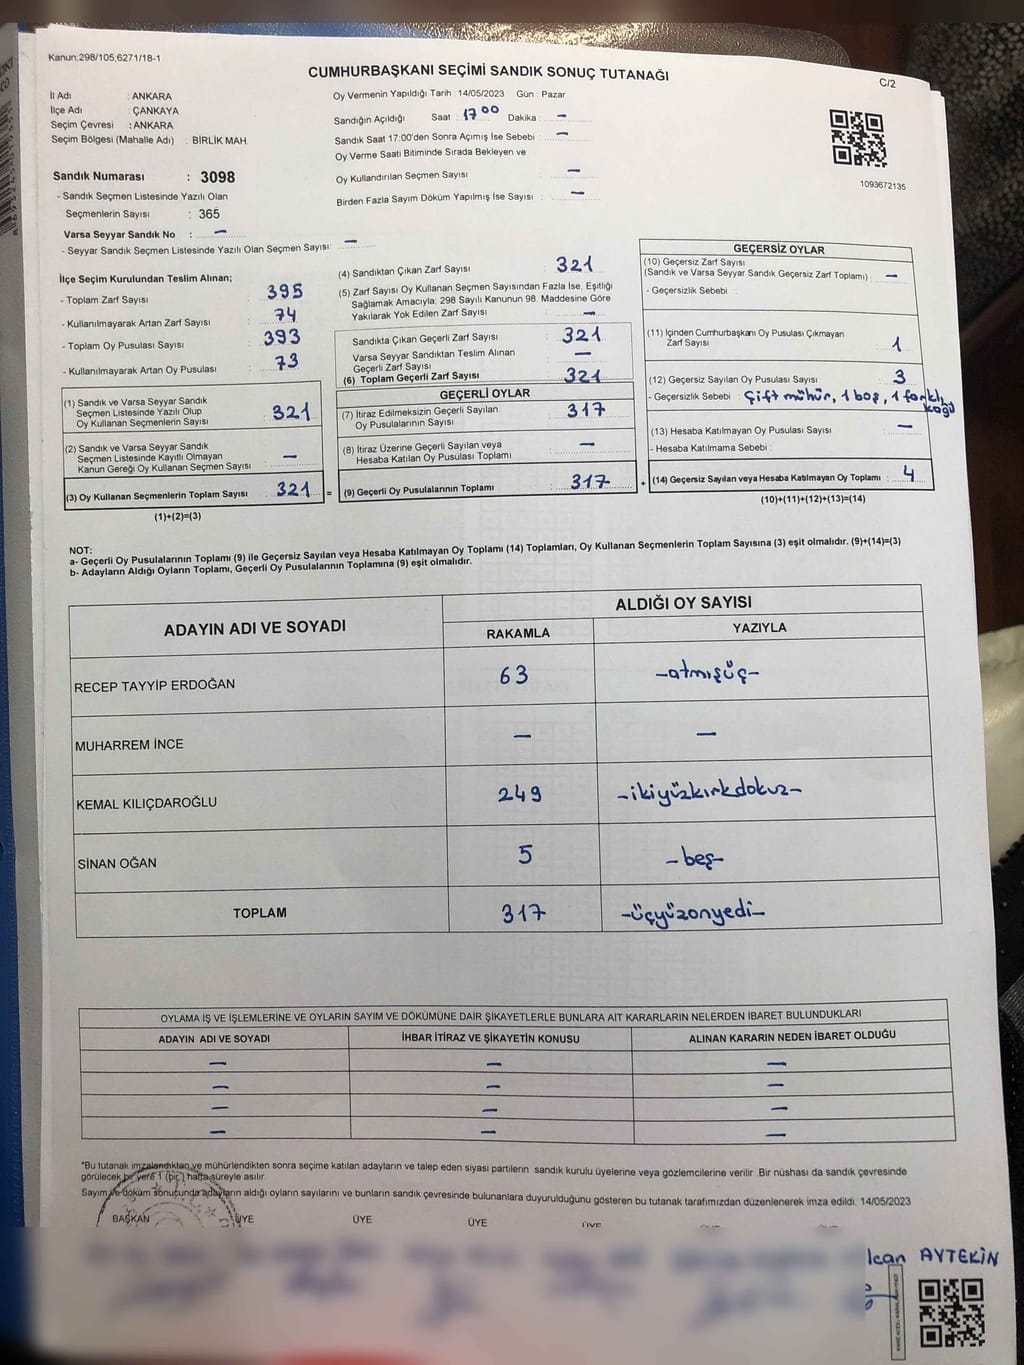 Kanun:298/105;6271/18-1
CUMHURBAŞKANI SEÇİMİ SANDIK SONUÇ TUTANAĞI
C/2
İl Adı : ANKARA
İlçe Adı : ÇANKAYA
Seçim Çevresi : ANKARA
Seçim Bölgesi (Mahalle Adı) : BİRLİK MAH.
Sandık Numarası : 3098
- Sandık Seçmen Listesinde Yazılı Olan
Seçmenlerin Sayısı : 365
Varsa Seyyar Sandık No : —
- Seyyar Sandık Seçmen Listesinde Yazılı Olan Seçmen Sayısı: —
Oy Vermenin Yapıldığı Tarih : 14/05/2023 Gün : Pazar
Sandığın Açıldığı Saat : 17 00 Dakika : —
Sandık Saat 17:00'den Sonra Açımış İse Sebebi : —
Oy Verme Saati Bitiminde Sırada Bekleyen ve
Oy Kullandırılan Seçmen Sayısı —
Birden Fazla Sayım Döküm Yapılmış İse Sayısı : —
1093672135
İlçe Seçim Kurulundan Teslim Alınan;
- Toplam Zarf Sayısı : 395
- Kullanılmayarak Artan Zarf Sayısı : 74
- Toplam Oy Pusulası Sayısı : 393
- Kullanılmayarak Artan Oy Pusulası : 73
(1) Sandık ve Varsa Seyyar Sandık
Seçmen Listesinde Yazılı Olup
Oy Kullanan Seçmenlerin Sayısı : 321
(2) Sandık ve Varsa Seyyar Sandık
Seçmen Listesinde Kayıtlı Olmayan
Kanun Gereği Oy Kullanan Seçmen Sayısı : —
(3) Oy Kullanan Seçmenlerin Toplam Sayısı : 321 =
(1)+(2)=(3)
(4) Sandıktan Çıkan Zarf Sayısı : 321
(5) Zarf Sayısı Oy Kullanan Seçmen Sayısından Fazla İse, Eşitliği
Sağlamak Amacıyla; 298 Sayılı Kanunun 98. Maddesine Göre
Yakılarak Yok Edilen Zarf Sayısı : —
Sandıkta Çıkan Geçerli Zarf Sayısı : 321
Varsa Seyyar Sandıktan Teslim Alınan
Geçerli Zarf Sayısı : —
(6) Toplam Geçerli Zarf Sayısı : 321
GEÇERLİ OYLAR
(7) İtiraz Edilmeksizin Geçerli Sayılan
Oy Pusulalarının Sayısı : 317
(8) İtiraz Üzerine Geçerli Sayılan veya
Hesaba Katılan Oy Pusulası Toplamı : —
(9) Geçerli Oy Pusulalarının Toplamı : 317 +
GEÇERSİZ OYLAR
(10) Geçersiz Zarf Sayısı
(Sandık ve Varsa Seyyar Sandık Geçersiz Zarf Toplamı) : —
- Geçersizlik Sebebi :
(11) İçinden Cumhurbaşkanı Oy Pusulası Çıkmayan
Zarf Sayısı 1
(12) Geçersiz Sayılan Oy Pusulası Sayısı 3
- Geçersizlik Sebebi : Çift mühür, 1 boş, 1 farklı
(13) Hesaba Katılmayan Oy Pusulası Sayısı : —
- Hesaba Katılmama Sebebi :
(14) Geçersiz Sayılan veya Hesaba Katılmayan Oy Toplamı : 4
(10)+(11)+(12)+(13)=(14)
NOT:
a- Geçerli Oy Pusulalarının Toplamı (9) ile Geçersiz Sayılan veya Hesaba Katılmayan Oy Toplamı (14) Toplamları, Oy Kullanan Seçmenlerin Toplam Sayısına (3) eşit olmalıdır. (9)+(14)=(3)
b- Adayların Aldığı Oyların Toplamı, Geçerli Oy Pusulalarının Toplamına (9) eşit olmalıdır.
ADAYIN ADI VE SOYADI ALDIĞI OY SAYISI
RAKAMLA YAZIYLA
RECEP TAYYİP ERDOĞAN 63 -atmışüç-
MUHARREM İNCE — —
KEMAL KILIÇDAROĞLU 249 -ikiyüzkırkdokuz-
SİNAN OĞAN 5 -beş-
TOPLAM 317 -üçyüzonyedi-
OYLAMA İŞ VE İŞLEMLERİNE VE OYLARIN SAYIM VE DÖKÜMÜNE DAİR ŞİKAYETLERLE BUNLARA AİT KARARLARIN NELERDEN İBARET BULUNDUKLARI
ADAYIN ADI VE SOYADI İHBAR İTİRAZ VE ŞİKAYETİN KONUSU ALINAN KARARIN NEDEN İBARET OLDUĞU
— — —
— — —
— — —
— — —
*Bu tutanak imzalandıktan ve mühürlendikten sonra seçime katılan adayların ve talep eden siyasi partilerin sandık kurulu üyelerine veya gözlemcilerine verilir. Bir nüshası da sandık çevresinde
görülecek bir yere 1 (bir) hafta süreyle asılır.
Sayım ve döküm sonucunda adayların aldığı oyların sayılarını ve bunların sandık çevresinde bulunanlara duyurulduğunu gösteren bu tutanak tarafımızdan düzenlenerek imza edildi. 14/05/2023
BAŞKAN ÜYE ÜYE ÜYE ÜYE
AYTEKİN